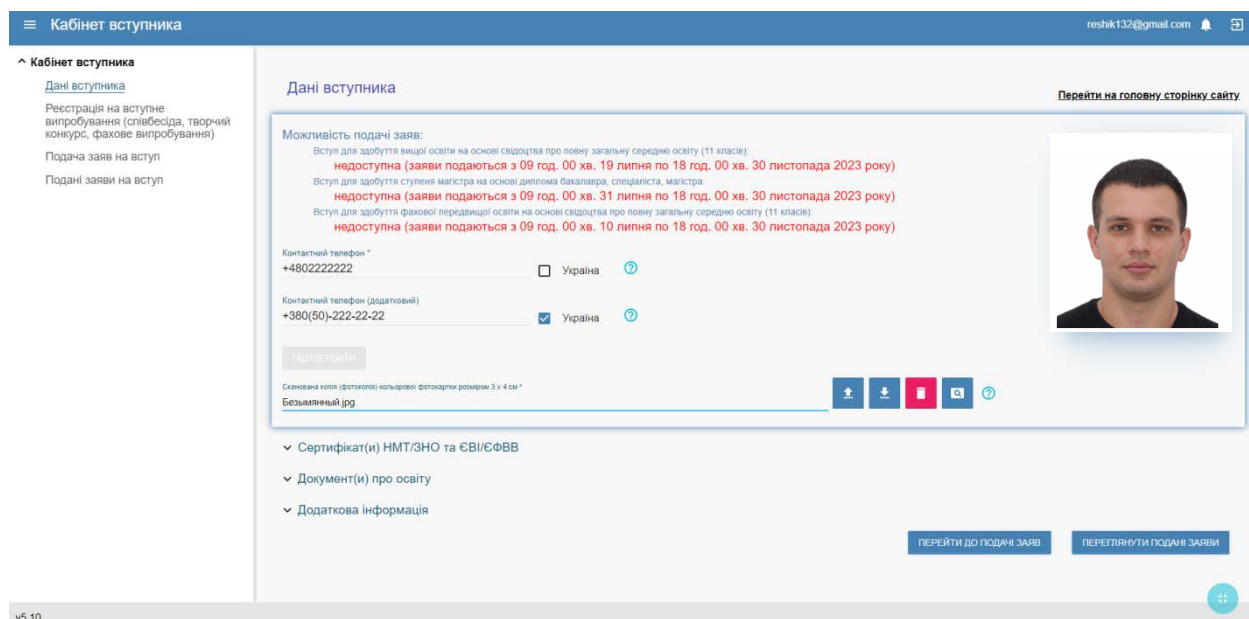 Кабінет вступника
reshik132@gmail.com
Кабінет вступника
Дані вступника
Реєстрація на вступне
випробування (співбесіда, творчий
конкурс, фахове випробування)
Подача заяв на вступ
Подані заяви на вступ
Дані вступника
Перейти на головну сторінку сайту
Можливість подачі заяв:
Вступ для здобуття вищої освіти на основі свідоцтва про повну загальну середню освіту (11 класів):
недоступна (заяви подаються з 09 год. 00 хв. 19 липня по 18 год. 00 хв. 30 листопада 2023 року)
Вступ для здобуття ступеня магістра на основі диплома бакалавра, спеціаліста, магістра:
недоступна (заяви подаються з 09 год. 00 хв. 31 липня по 18 год. 00 хв. 30 листопада 2023 року)
Вступ для здобуття фахової передвищої освіти на основі свідоцтва про повну загальну середню освіту (11 класів):
недоступна (заяви подаються з 09 год. 00 хв. 10 липня по 18 год. 00 хв. 30 листопада 2023 року)
Контактний телефон *
+4802222222
Україна
Контактний телефон (додатковий)
+380(50)-222-22-22
Україна
ПІДТВЕРДИТИ
Сканована копія (фотокопія) кольорової фотокартки розміром 3 x 4 см *
Безымянный.jpg
Сертифікат(и) НМТ/ЗНО та ЄВІ/ЄФВВ
Документ(и) про освіту
Додаткова інформація
ПЕРЕЙТИ ДО ПОДАЧІ ЗАЯВ
ПЕРЕГЛЯНУТИ ПОДАНІ ЗАЯВИ
v5.10